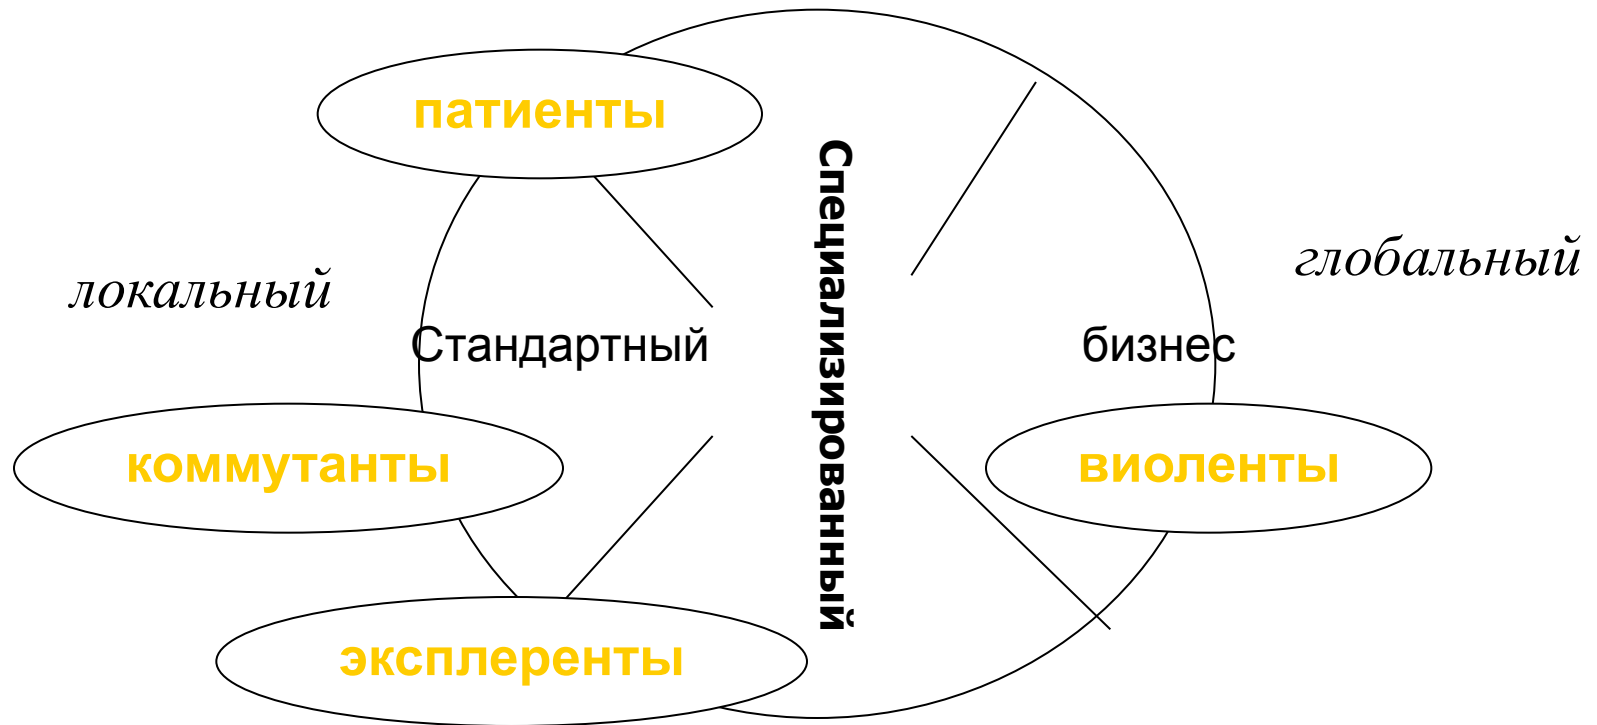 патиенты
Специализированный
локальный
глобальный
Стандартный
бизнес
коммутанты
виоленты
эксплеренты